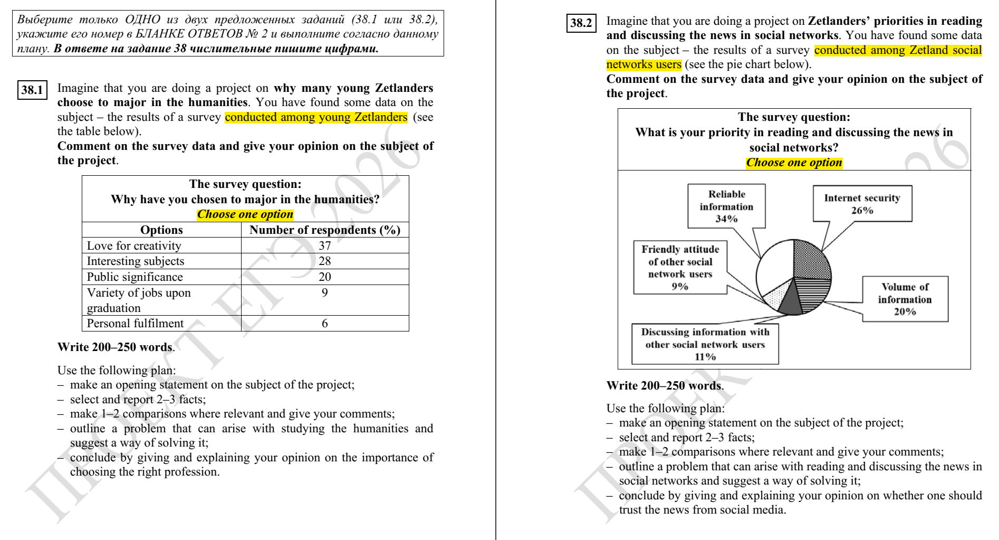 Выберите только ОДНО из двух предложенных заданий (38.1 или 38.2),
укажите его номер в БЛАНКЕ ОТВЕТОВ № 2 и выполните согласно данному
плану. В ответе на задание 38 числительные пишите цифрами.
38.1
Imagine that you are doing a project on why many young Zetlanders
choose to major in the humanities. You have found some data on the
subject – the results of a survey conducted among young Zetlanders (see
the table below).
Comment on the survey data and give your opinion on the subject of
the project.
The survey question:
Why have you chosen to major in the humanities?
Choose one option
Options Number of respondents (%)
Love for creativity 37
Interesting subjects 28
Public significance 20
Variety of jobs upon 9
graduation
Personal fulfilment 6
Write 200–250 words.
Use the following plan:
– make an opening statement on the subject of the project;
– select and report 2–3 facts;
– make 1–2 comparisons where relevant and give your comments;
– outline a problem that can arise with studying the humanities and
suggest a way of solving it;
– conclude by giving and explaining your opinion on the importance of
choosing the right profession.
ПРОЕКТ ЕГЭ 2026
38.2
Imagine that you are doing a project on Zetlanders’ priorities in reading
and discussing the news in social networks. You have found some data
on the subject – the results of a survey conducted among Zetland social
networks users (see the pie chart below).
Comment on the survey data and give your opinion on the subject of
the project.
The survey question:
What is your priority in reading and discussing the news in
social networks?
Choose one option
Reliable
information
34%
Internet security
26%
Friendly attitude
of other social
network users
9%
Volume of
information
20%
Discussing information with
other social network users
11%
Write 200–250 words.
Use the following plan:
– make an opening statement on the subject of the project;
– select and report 2–3 facts;
– make 1–2 comparisons where relevant and give your comments;
– outline a problem that can arise with reading and discussing the news in
social networks and suggest a way of solving it;
– conclude by giving and explaining your opinion on whether one should
trust the news from social media.
ПРОЕК 26